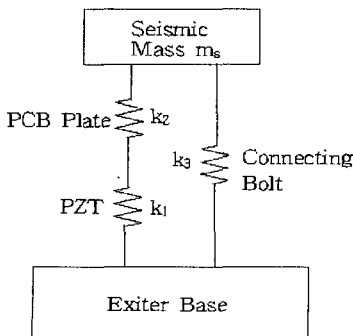 Seismic
Mass mₛ
PCB Plate
k₂
k₃
Connecting
Bolt
PZT
k₁
Exiter Base